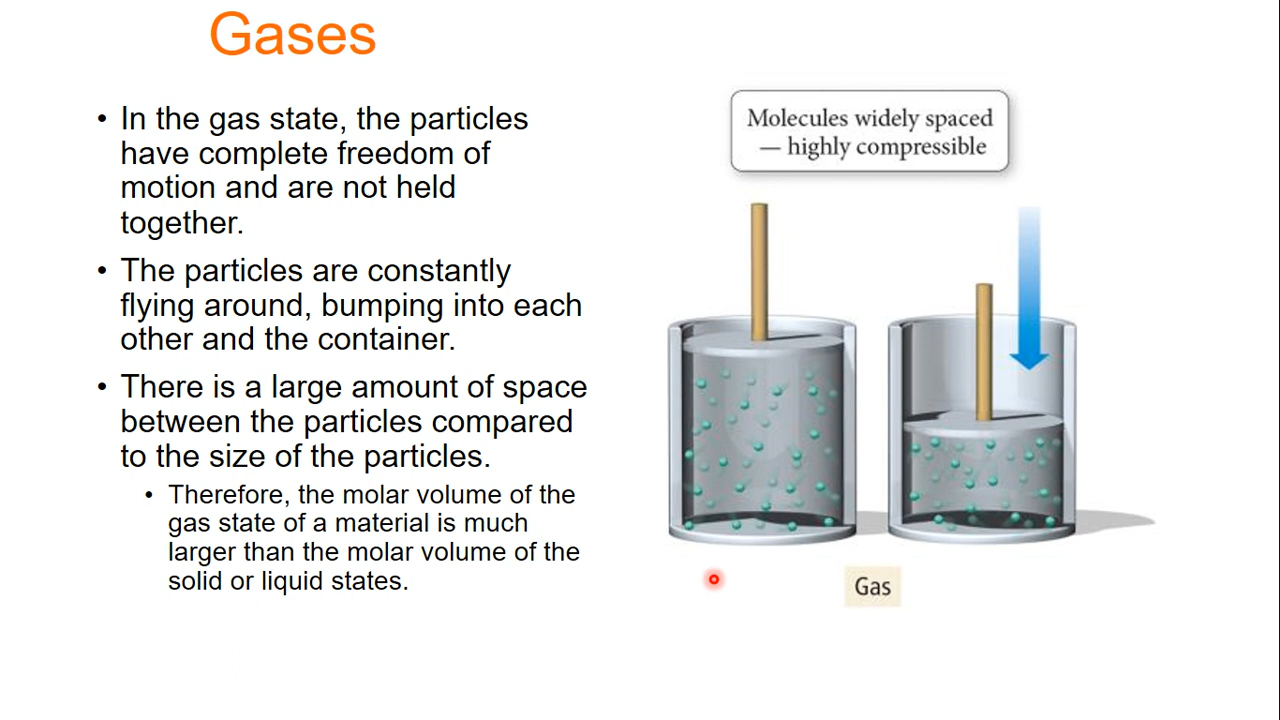 Gases
• In the gas state, the particles
have complete freedom of
motion and are not held
together.
• The particles are constantly
flying around, bumping into each
other and the container.
• There is a large amount of space
between the particles compared
to the size of the particles.
• Therefore, the molar volume of the
gas state of a material is much
larger than the molar volume of the
solid or liquid states.
Molecules widely spaced
— highly compressible
Gas